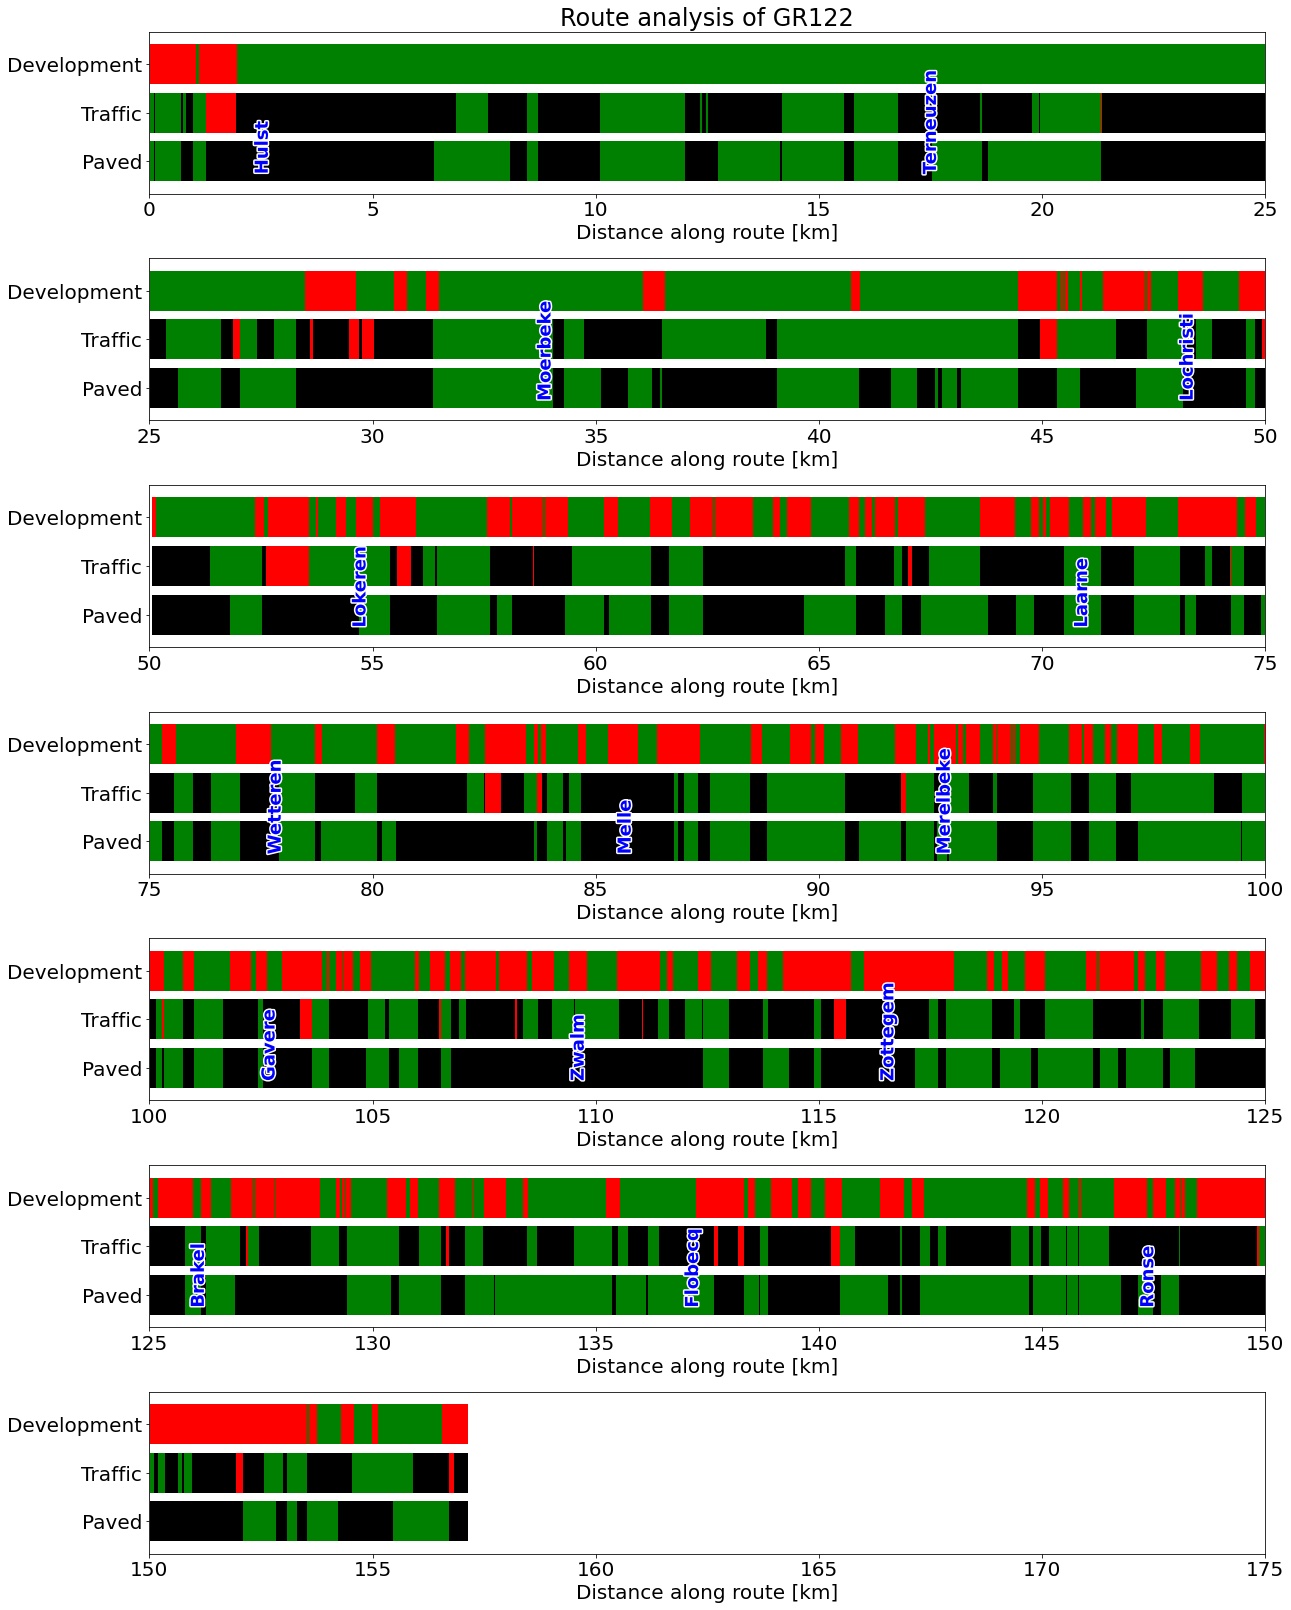 Route analysis of GR122
Development
Traffic
Paved
Hulst
Terneuzen
0 5 10 15 20 25
Distance along route [km]
Development
Traffic
Paved
Moerbeke
Lochristi
25 30 35 40 45 50
Distance along route [km]
Development
Traffic
Paved
Lokeren
Laarne
50 55 60 65 70 75
Distance along route [km]
Development
Traffic
Paved
Wetteren
Melle
Merelbeke
75 80 85 90 95 100
Distance along route [km]
Development
Traffic
Paved
Gavere
Zwalm
Zottegem
100 105 110 115 120 125
Distance along route [km]
Development
Traffic
Paved
Brakel
Flobecq
Ronse
125 130 135 140 145 150
Distance along route [km]
Development
Traffic
Paved
150 155 160 165 170 175
Distance along route [km]